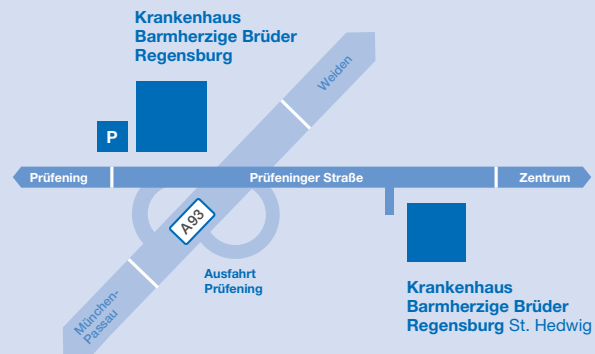 Krankenhaus
Barmherzige Brüder
Regensburg
Weiden
P
Prüfening
Prüfeninger Straße
Zentrum
A93
Ausfahrt
Prüfening
München-
Passau
Krankenhaus
Barmherzige Brüder
Regensburg St. Hedwig